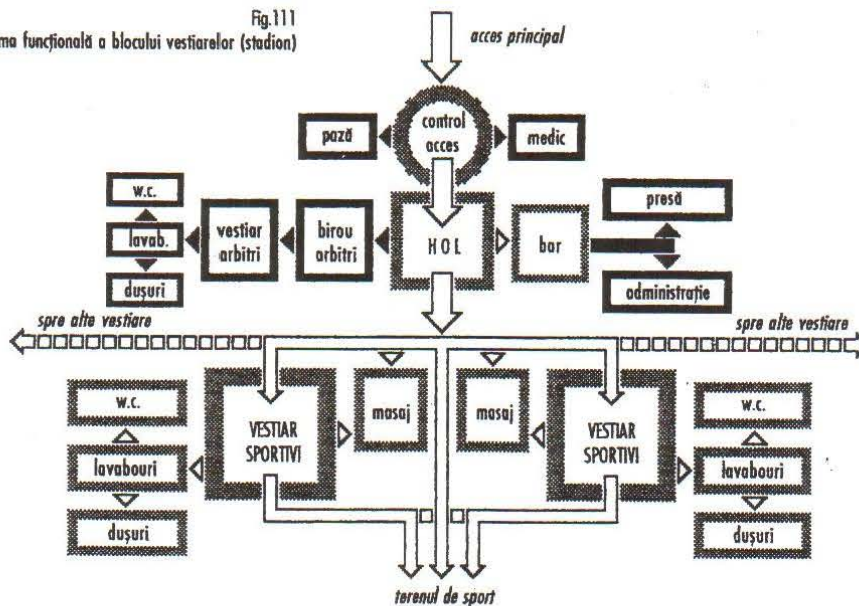 Fig.111
ma funcțională a blocului vestiarelor (stadion)
acces principal
pază
control
acces
medic
w.c.
lavab.
dușuri
vestiar
arbitri
birou
arbitri
HOL
bar
presă
administrație
spre alte vestiare
spre alte vestiare
w.c.
lavabouri
dușuri
VESTIAR
SPORTIVI
masaj
masaj
VESTIAR
SPORTIVI
w.c.
lavabouri
dușuri
terenul de sport